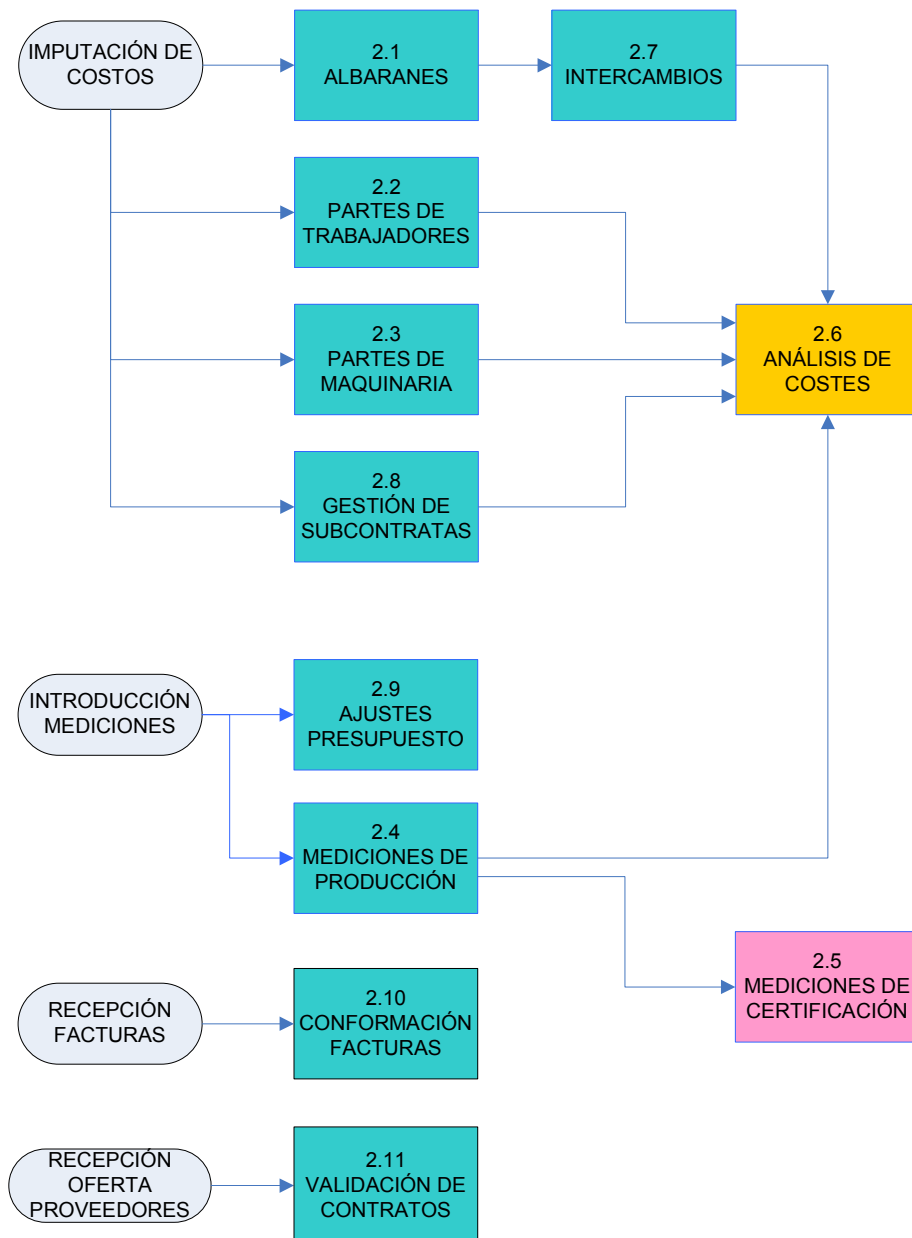 IMPUTACIÓN DE
COSTOS
2.1
ALBARANES
2.7
INTERCAMBIOS
2.2
PARTES DE
TRABAJADORES
2.3
PARTES DE
MAQUINARIA
2.6
ANÁLISIS DE
COSTES
2.8
GESTIÓN DE
SUBCONTRATAS
INTRODUCCIÓN
MEDICIONES
2.9
AJUSTES
PRESUPUESTO
2.4
MEDICIONES DE
PRODUCCIÓN
2.5
MEDICIONES DE
CERTIFICACIÓN
RECEPCIÓN
FACTURAS
2.10
CONFORMACIÓN
FACTURAS
RECEPCIÓN
OFERTA
PROVEEDORES
2.11
VALIDACIÓN DE
CONTRATOS